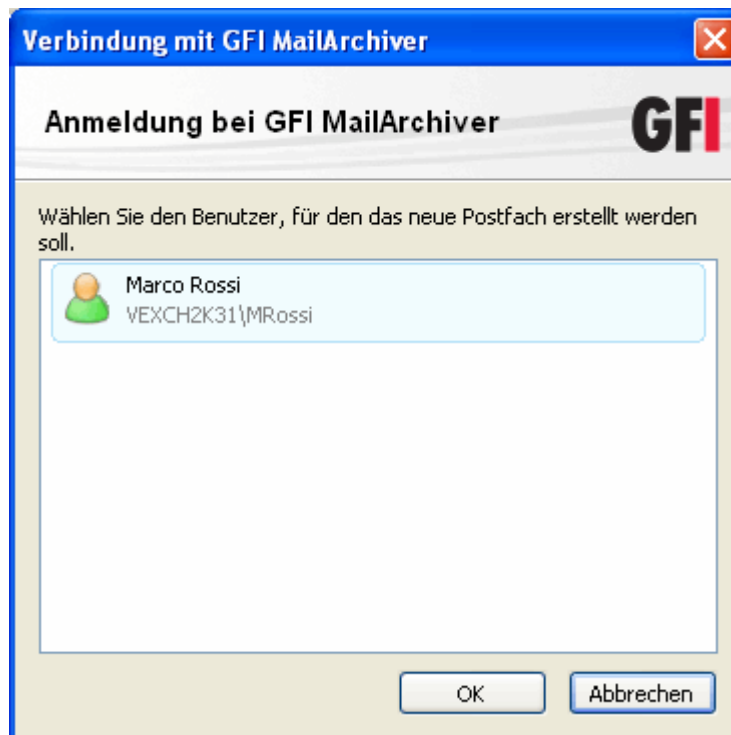 Verbindung mit GFI MailArchiver
Anmeldung bei GFI MailArchiver
GFI
Wählen Sie den Benutzer, für den das neue Postfach erstellt werden
soll.
Marco Rossi
VEXCH2K31\MRossi
OK
Abbrechen